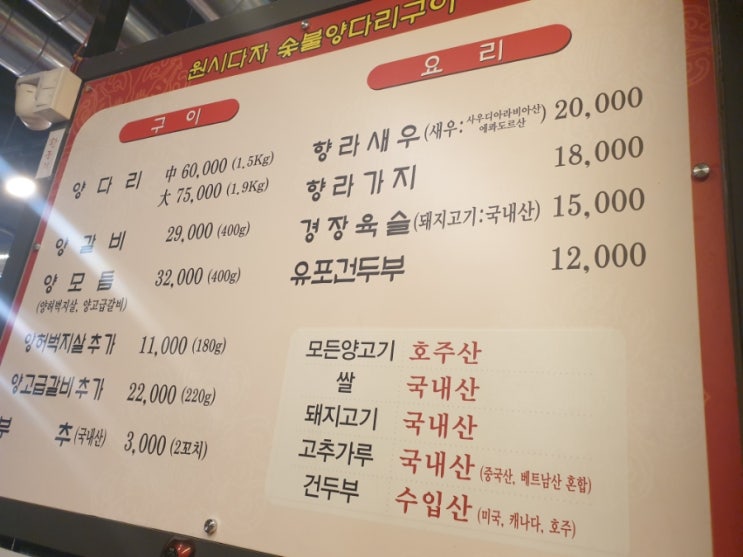 원시다자 숯불양다리구이
구이
양다리 中 60,000 (1.5Kg)
大 75,000 (1.9Kg)
양갈비 29,000 (400g)
양모듬 32,000 (400g)
(양허벅지살, 양고급갈비)
양허벅지살추가 11,000 (180g)
양고급갈비추가 22,000 (220g)
부추(국내산) 3,000 (2꼬치)
요리
향라새우(새우: 사우디아라비아산 에콰도르산) 20,000
향라가지 18,000
경장육슬(돼지고기:국내산) 15,000
유포건두부 12,000
모든양고기 호주산
쌀 국내산
돼지고기 국내산
고추가루 국내산 (중국산, 베트남산 혼합)
건두부 수입산 (미국, 캐나다, 호주)